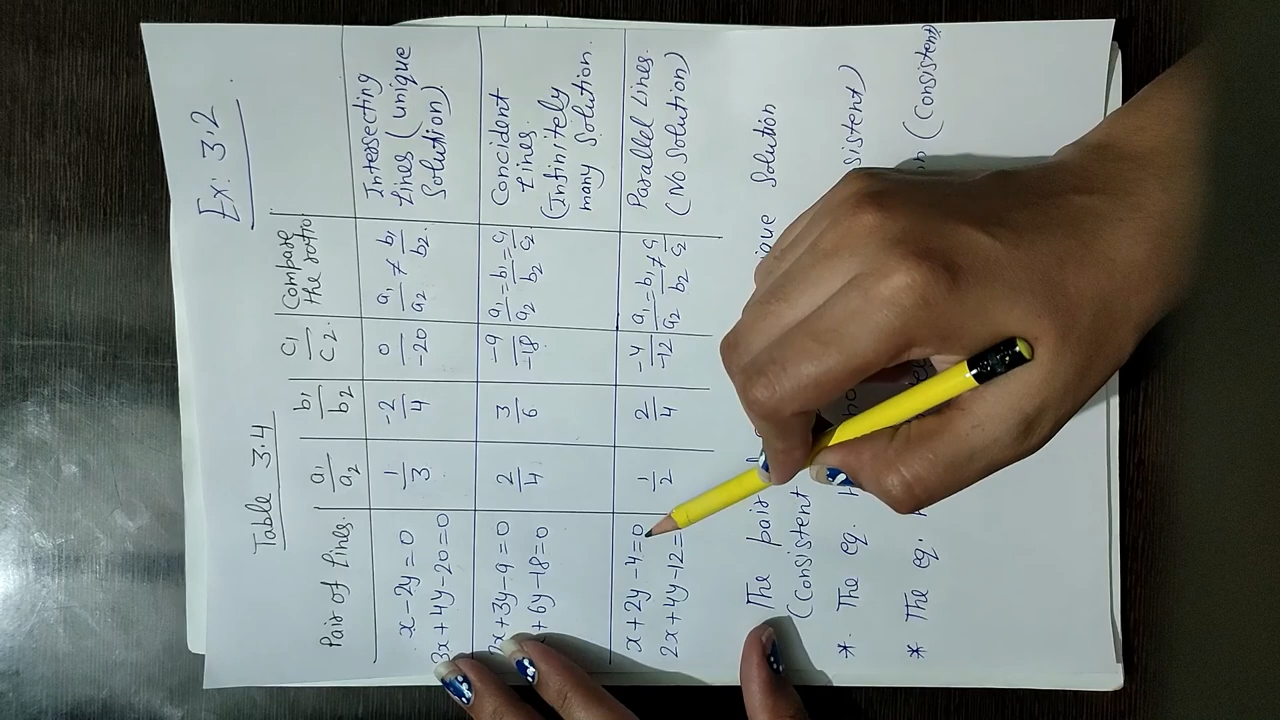 Ex: 3.2
Table 3.4
Pair of Lines. a₁/a₂ b₁/b₂ c₁/c₂. Compare the ratio.
x-2y=0 1/3 -2/4 0/-20 a₁/a₂ ≠ b₁/b₂. Intersecting
3x+4y-20=0 Lines (unique
Solution)
2x+3y-9=0 2/4 3/6 -9/-18 a₁/a₂=b₁/b₂=c₁/c₂ Concident
+6y-18=0 Lines.
(Infinitely
many Solution.
x+2y-4=0 1/2 2/4 -4/-12 a₁/a₂=b₁/b₂≠c₁/c₂ Parallel Lines.
2x+4y-12= (No Solution)
The pair Solution
(Consistent
*. The eq.
* The eq. (Consistent)